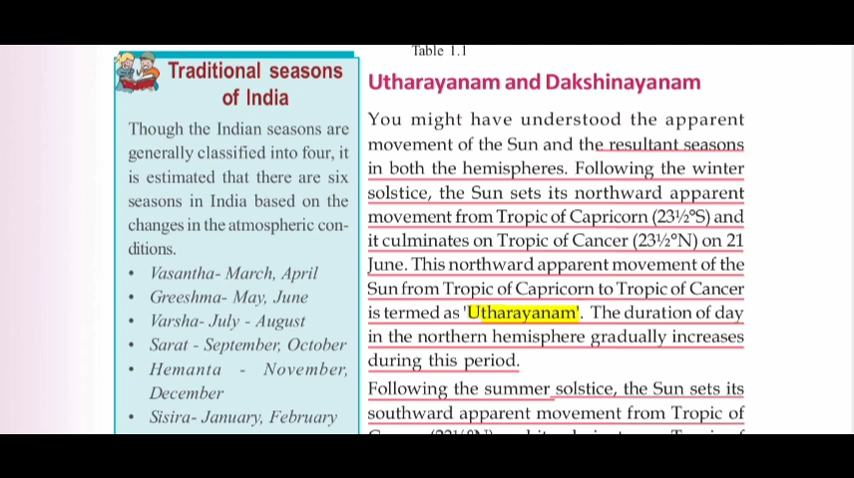 Table 1.1
Traditional seasons
of India
Though the Indian seasons are
generally classified into four, it
is estimated that there are six
seasons in India based on the
changes in the atmospheric con-
ditions.
• Vasantha- March, April
• Greeshma- May, June
• Varsha- July - August
• Sarat - September, October
• Hemanta - November,
December
• Sisira- January, February
Utharayanam and Dakshinayanam
You might have understood the apparent
movement of the Sun and the resultant seasons
in both the hemispheres. Following the winter
solstice, the Sun sets its northward apparent
movement from Tropic of Capricorn (23½°S) and
it culminates on Tropic of Cancer (23½°N) on 21
June. This northward apparent movement of the
Sun from Tropic of Capricorn to Tropic of Cancer
is termed as 'Utharayanam'. The duration of day
in the northern hemisphere gradually increases
during this period.
Following the summer solstice, the Sun sets its
southward apparent movement from Tropic of